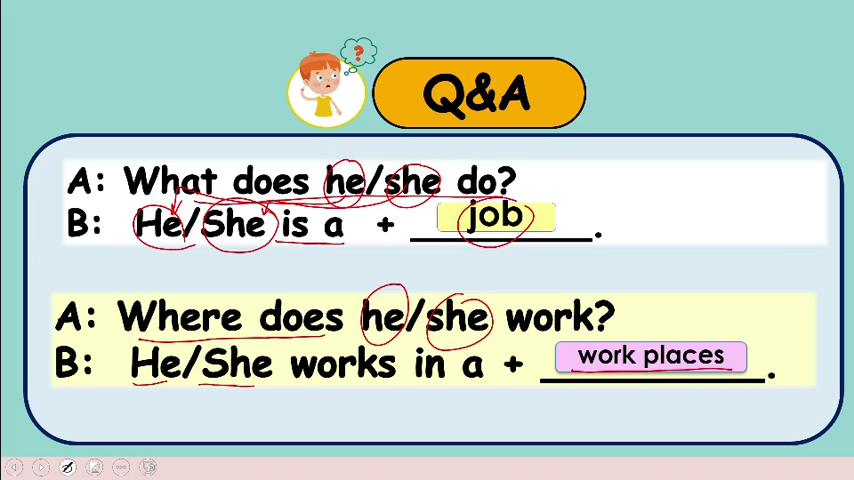 ?
Q&A
A: What does he/she do?
B: He/She is a + job.
A: Where does he/she work?
B: He/She works in a + work places.